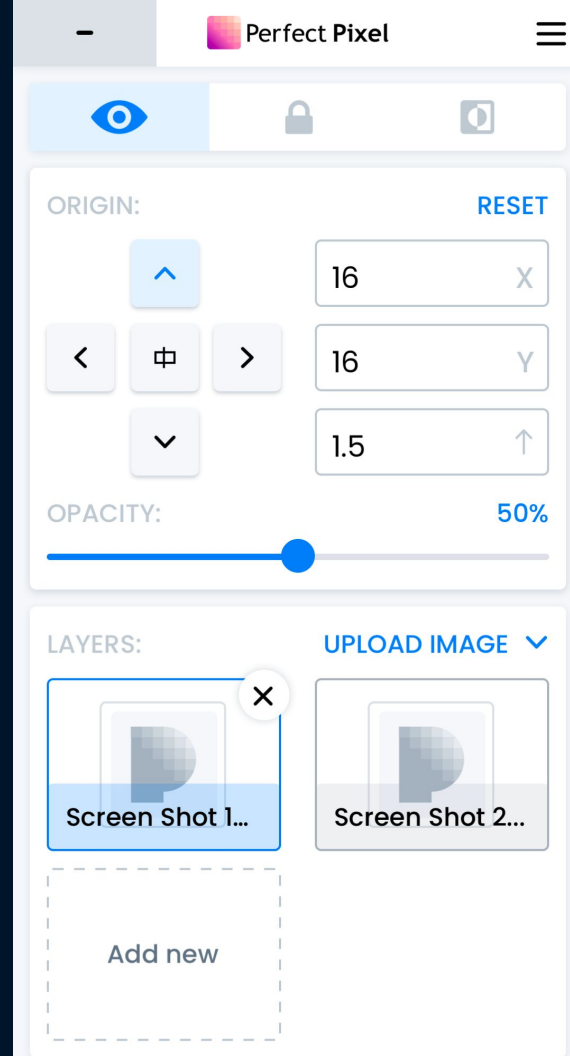 Perfect Pixel
ORIGIN:
RESET
16 X
中
16 Y
1.5
OPACITY:
50%
LAYERS:
UPLOAD IMAGE
Screen Shot 1...
Screen Shot 2...
Add new